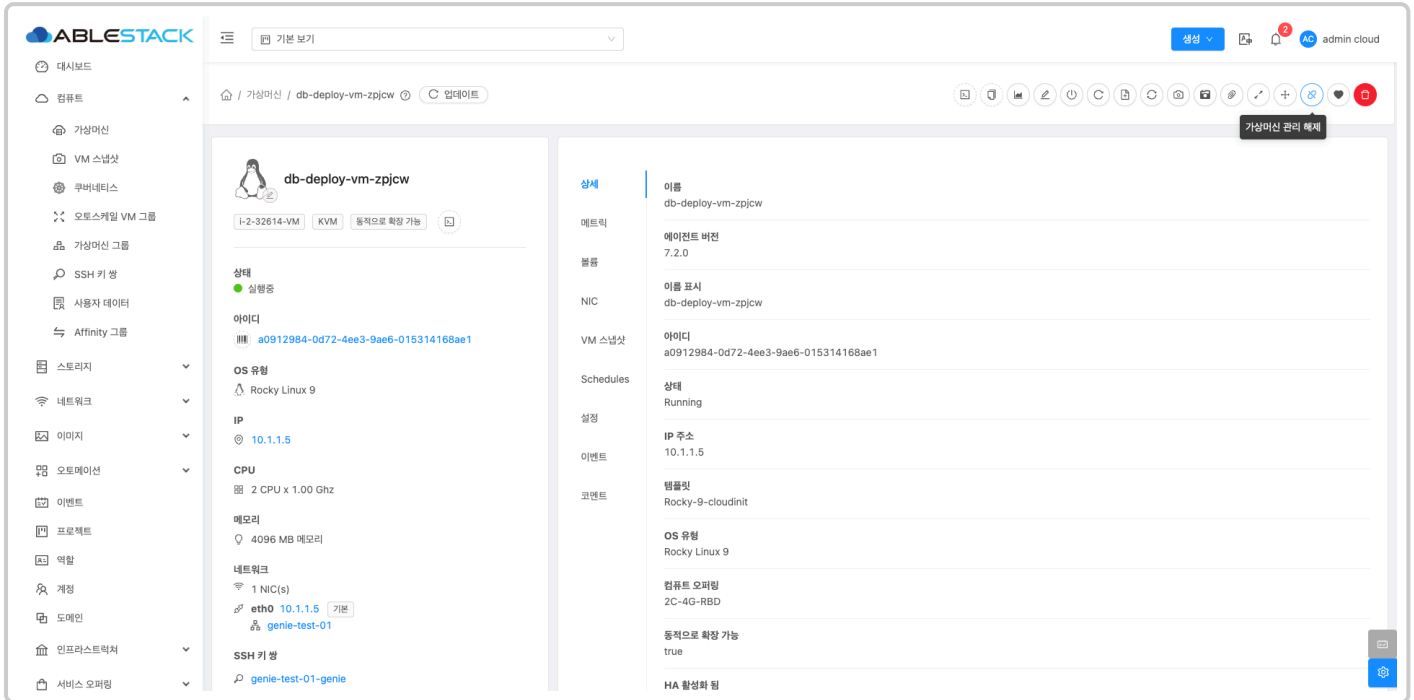 ABLESTACK
기본 보기
생성
2
AC admin cloud
대시보드
컴퓨트
가상머신
VM 스냅샷
쿠버네티스
오토스케일 VM 그룹
가상머신 그룹
SSH 키 쌍
사용자 데이터
Affinity 그룹
스토리지
네트워크
이미지
오토메이션
이벤트
프로젝트
역할
계정
도메인
인프라스트럭쳐
서비스 오퍼링
/ 가상머신 / db-deploy-vm-zpjcw 업데이트
가상머신 관리 해제
db-deploy-vm-zpjcw
i-2-32614-VM KVM 동적으로 확장 가능
상태
실행중
아이디
a0912984-0d72-4ee3-9ae6-015314168ae1
OS 유형
Rocky Linux 9
IP
10.1.1.5
CPU
2 CPU x 1.00 Ghz
메모리
4096 MB 메모리
네트워크
1 NIC(s)
eth0 10.1.1.5 기본
genie-test-01
SSH 키 쌍
genie-test-01-genie
상세
메트릭
볼륨
NIC
VM 스냅샷
Schedules
설정
이벤트
코멘트
이름
db-deploy-vm-zpjcw
에이전트 버전
7.2.0
이름 표시
db-deploy-vm-zpjcw
아이디
a0912984-0d72-4ee3-9ae6-015314168ae1
상태
Running
IP 주소
10.1.1.5
템플릿
Rocky-9-cloudinit
OS 유형
Rocky Linux 9
컴퓨트 오퍼링
2C-4G-RBD
동적으로 확장 가능
true
HA 활성화 됨